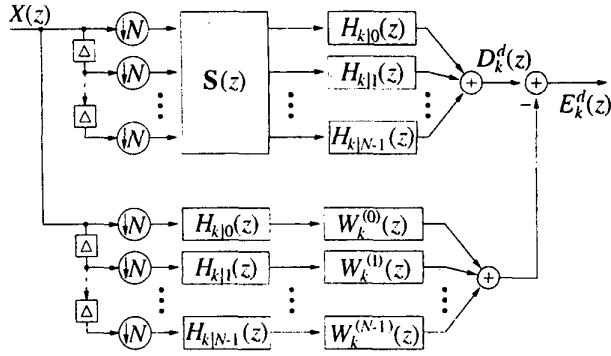 X(z)
↓N
H_{k|0}(z)
Δ
↓N
S(z)
H_{k|1}(z)
+
D_k^d(z)
+
Δ
↓N
H_{k|N-1}(z)
-
E_k^d(z)
↓N
H_{k|0}(z)
W_k^{(0)}(z)
Δ
↓N
H_{k|1}(z)
W_k^{(1)}(z)
+
Δ
↓N
H_{k|N-1}(z)
W_k^{(N-1)}(z)